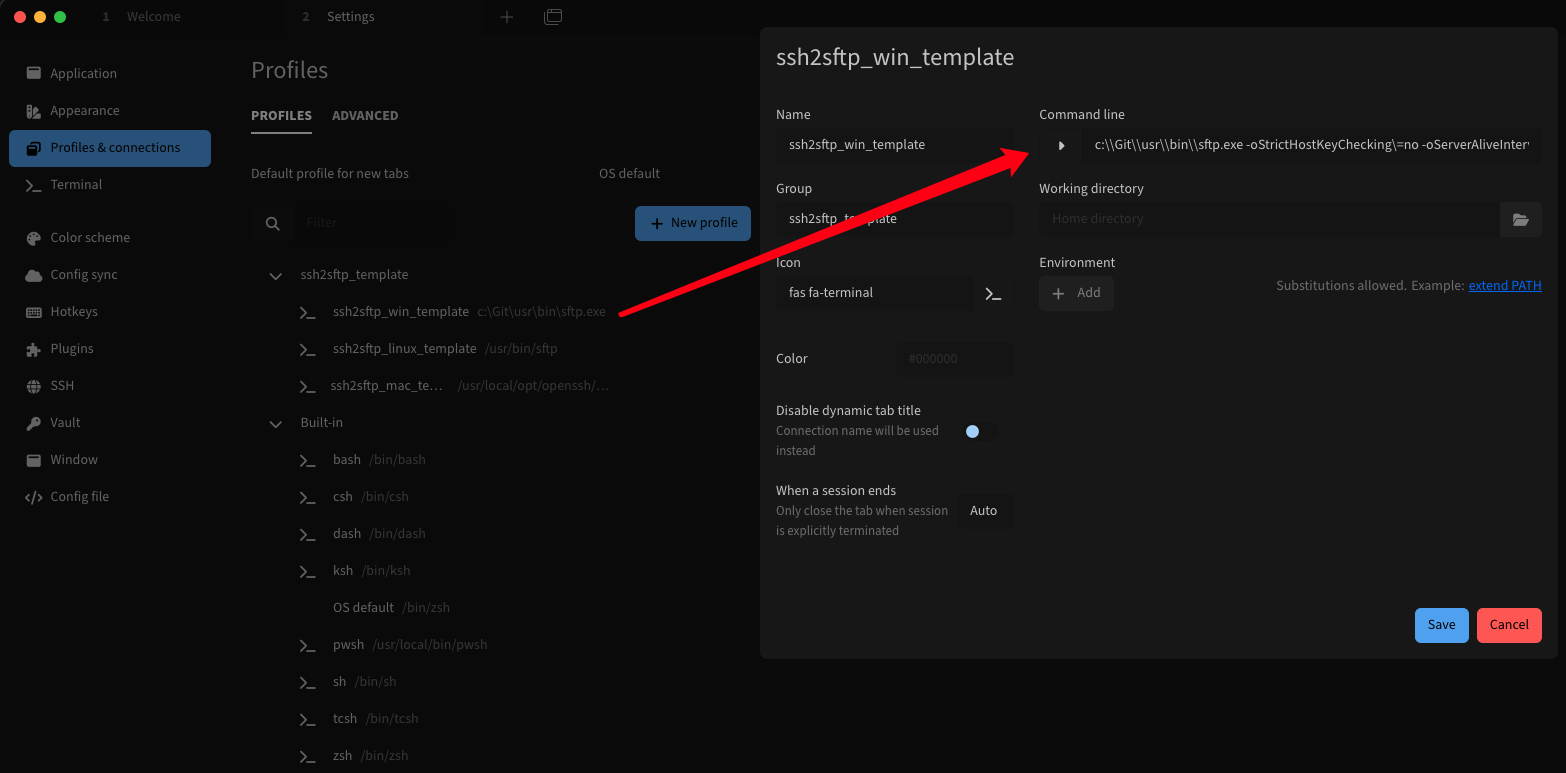 1 Welcome
2 Settings
Application
Appearance
Profiles & connections
Terminal
Color scheme
Config sync
Hotkeys
Plugins
SSH
Vault
Window
Config file
Profiles
PROFILES ADVANCED
Default profile for new tabs OS default
Filter
New profile
ssh2sftp_template
ssh2sftp_win_template c:\Git\usr\bin\sftp.exe
ssh2sftp_linux_template /usr/bin/sftp
ssh2sftp_mac_te… /usr/local/opt/openssh/…
Built-in
bash /bin/bash
csh /bin/csh
dash /bin/dash
ksh /bin/ksh
OS default /bin/zsh
pwsh /usr/local/bin/pwsh
sh /bin/sh
tcsh /bin/tcsh
zsh /bin/zsh
ssh2sftp_win_template
Name
ssh2sftp_win_template
Group
ssh2sftp_template
Icon
fas fa-terminal
Color #000000
Disable dynamic tab title
Connection name will be used
instead
When a session ends
Only close the tab when session
is explicitly terminated
Auto
Command line
c:\\Git\\usr\\bin\\sftp.exe -oStrictHostKeyChecking\=no -oServerAliveInter
Working directory
Home directory
Environment
Add
Substitutions allowed. Example: extend PATH
Save
Cancel